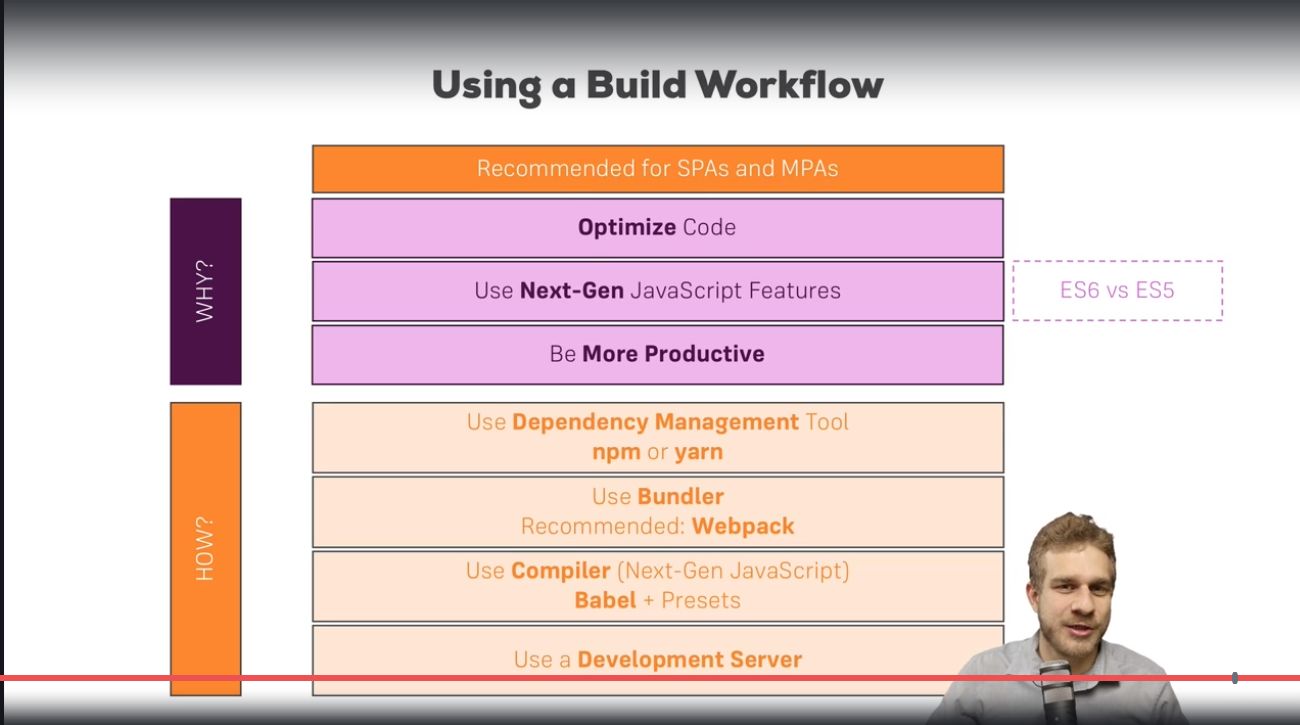 Using a Build Workflow
Recommended for SPAs and MPAs
WHY?
Optimize Code
Use Next-Gen JavaScript Features
ES6 vs ES5
Be More Productive
HOW?
Use Dependency Management Tool
npm or yarn
Use Bundler
Recommended: Webpack
Use Compiler (Next-Gen JavaScript)
Babel + Presets
Use a Development Server